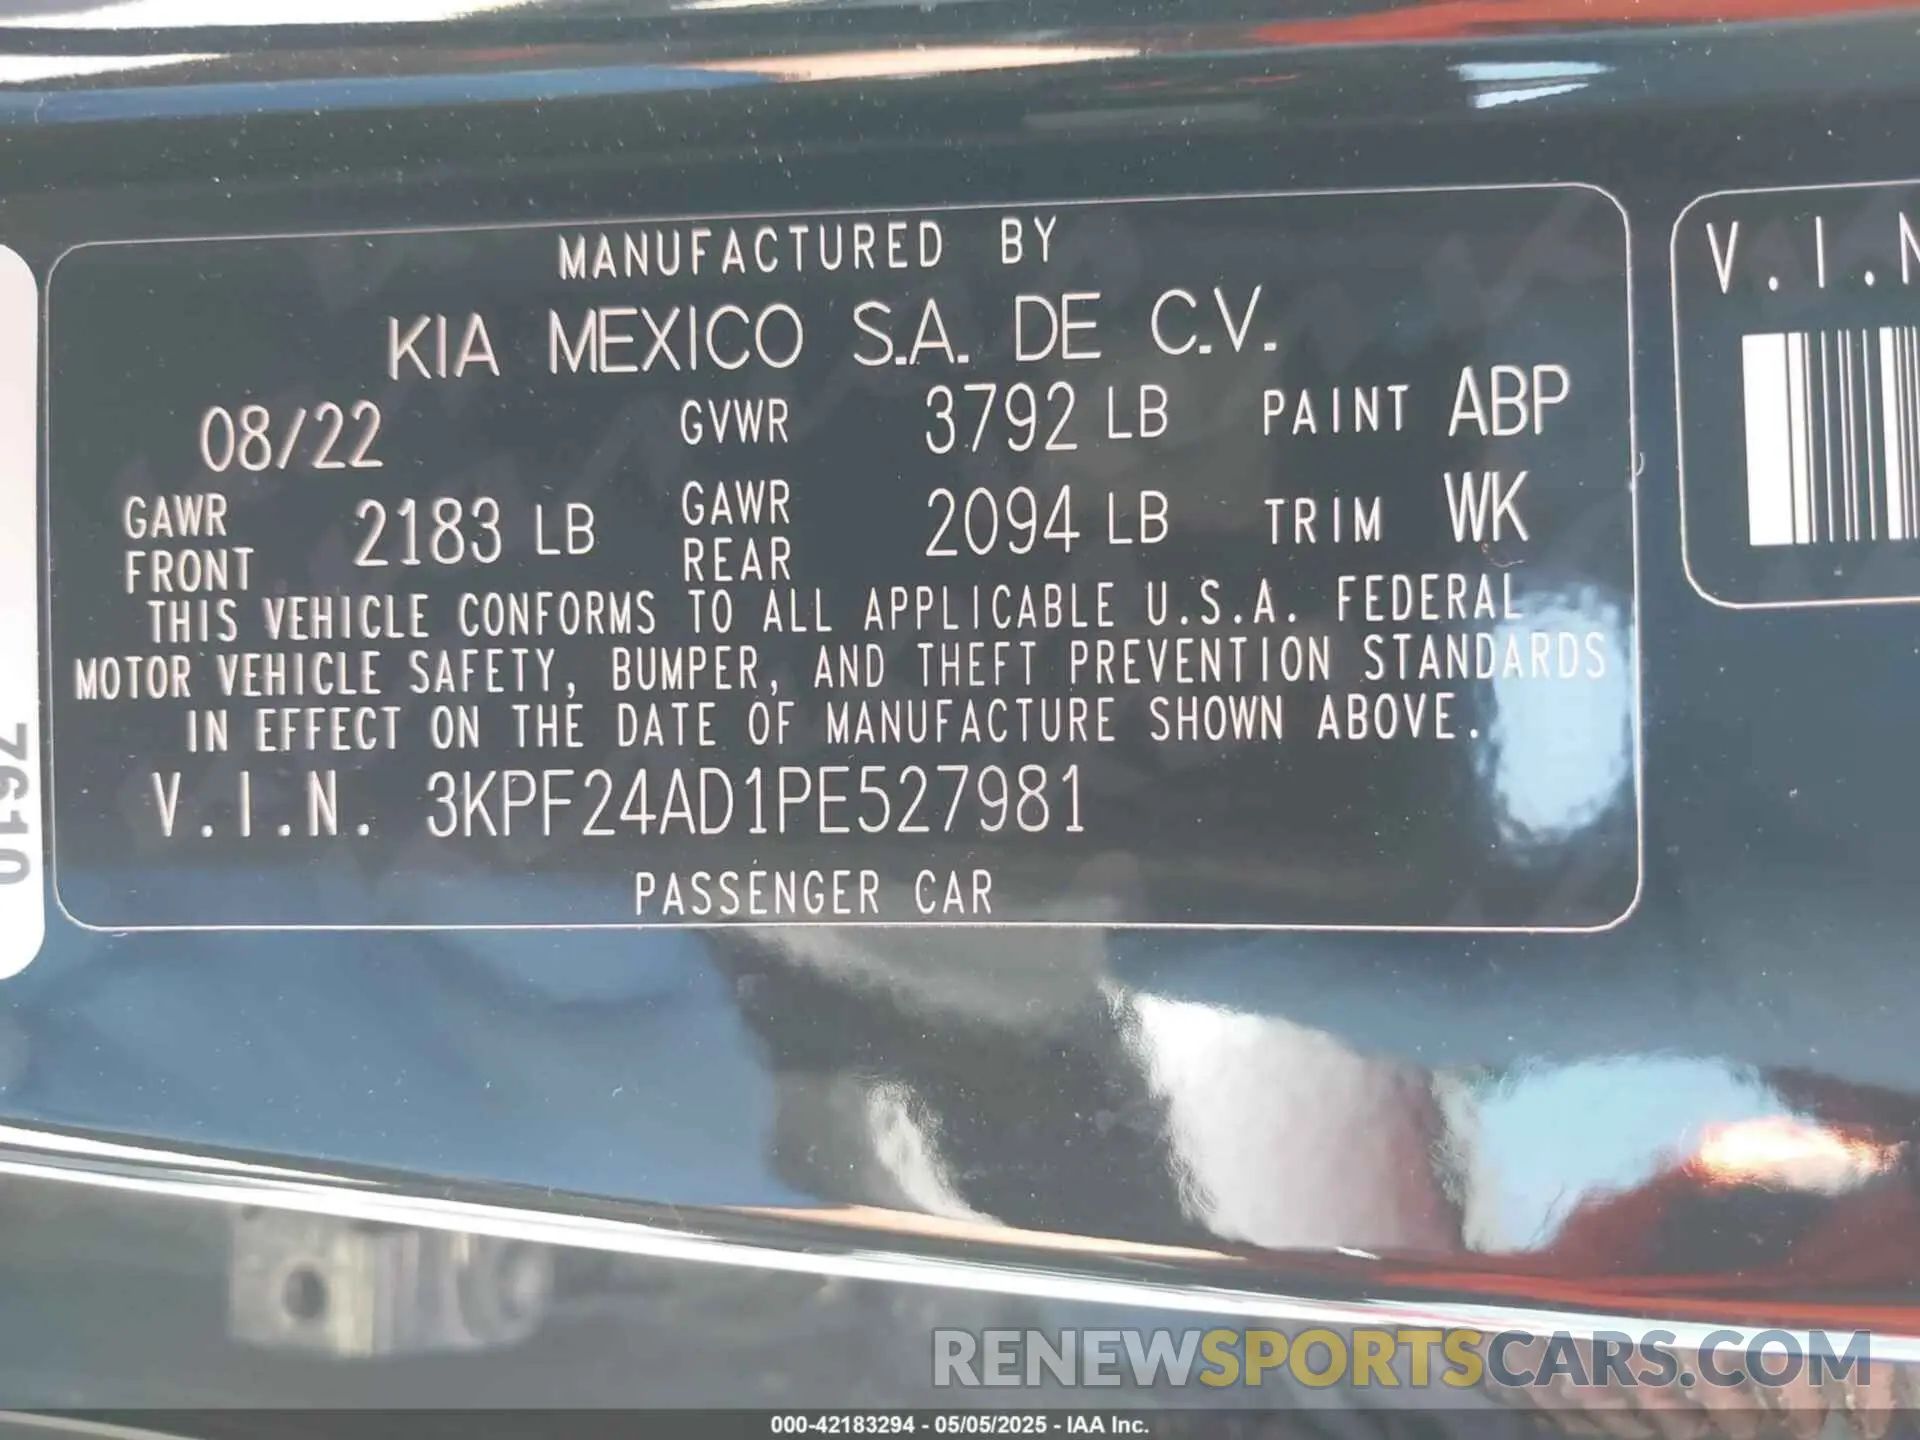 MANUFACTURED BY
KIA MEXICO S.A. DE C.V.
08/22 GVWR 3792 LB PAINT ABP
GAWR FRONT 2183 LB GAWR REAR 2094 LB TRIM WK
THIS VEHICLE CONFORMS TO ALL APPLICABLE U.S.A. FEDERAL
MOTOR VEHICLE SAFETY, BUMPER, AND THEFT PREVENTION STANDARDS
IN EFFECT ON THE DATE OF MANUFACTURE SHOWN ABOVE.
V.I.N. 3KPF24AD1PE527981
PASSENGER CAR
V.I.N
7610
RENEWSPORTSCARS.COM
000-42183294 - 05/05/2025 - IAA Inc.